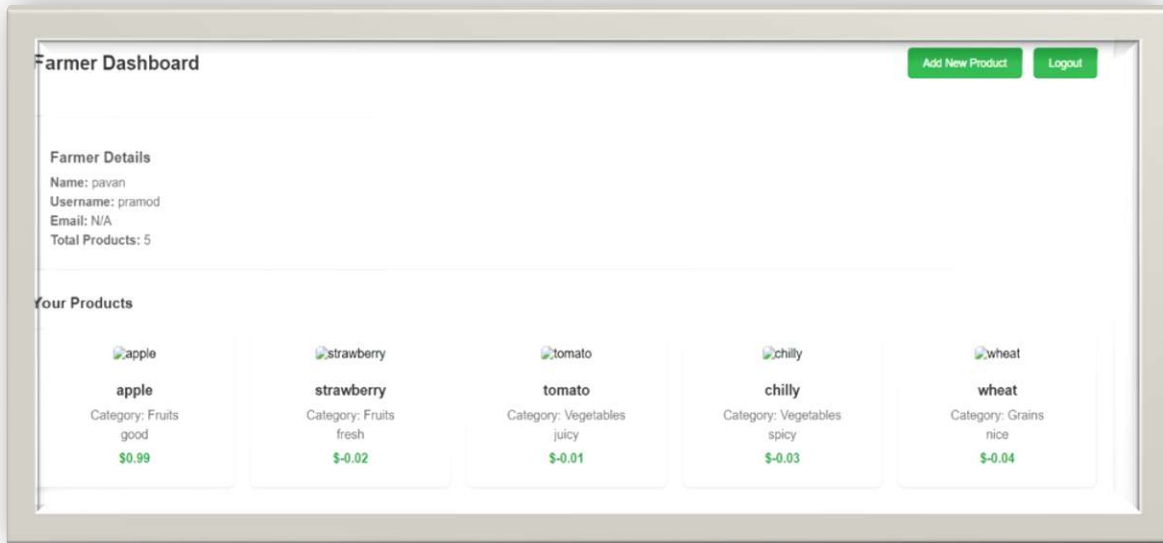 Farmer Dashboard
Add New Product
Logout
Farmer Details
Name: pavan
Username: pramod
Email: N/A
Total Products: 5
Your Products
apple
strawberry
tomato
chilly
wheat
apple
strawberry
tomato
chilly
wheat
Category: Fruits
Category: Fruits
Category: Vegetables
Category: Vegetables
Category: Grains
good
fresh
juicy
spicy
nice
$0.99
$-0.02
$-0.01
$-0.03
$-0.04